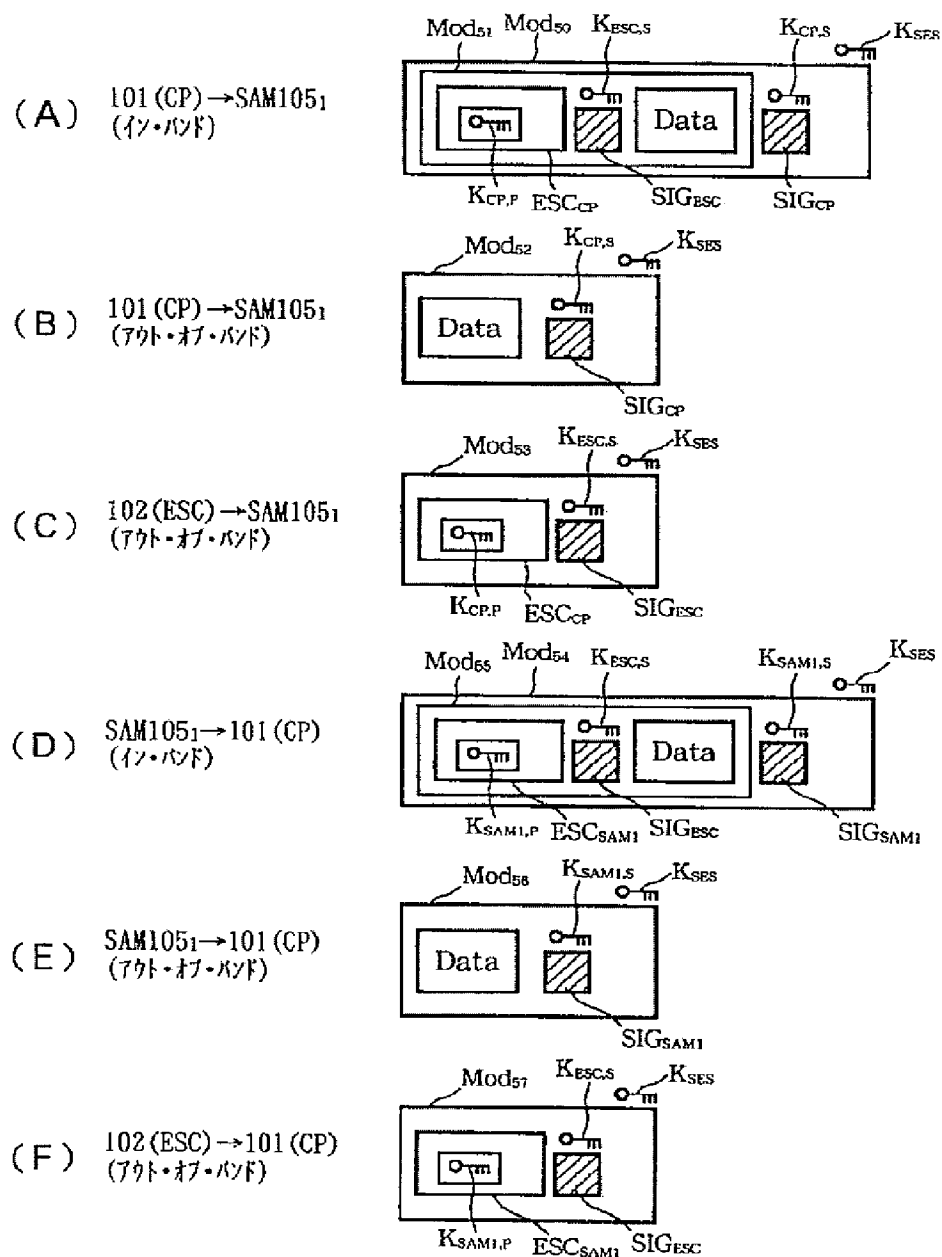 Mod₅₁ Mod₅₀ K_ESC,S K_CP,S K_SES
(A) 101(CP)→SAM105₁
(イン・バンド)
Data
K_CP,P ESC_CP SIG_ESC SIG_CP
Mod₅₂ K_CP,S K_SES
(B) 101(CP)→SAM105₁
(アウト・オブ・バンド)
Data
SIG_CP
Mod₅₃ K_ESC,S K_SES
(C) 102(ESC)→SAM105₁
(アウト・オブ・バンド)
K_CP,P ESC_CP SIG_ESC
Mod₅₅ Mod₅₄ K_ESC,S K_SAM1,S K_SES
(D) SAM105₁→101(CP)
(イン・バンド)
Data
K_SAM1,P ESC_SAM1 SIG_ESC SIG_SAM1
Mod₅₆ K_SAM1,S K_SES
(E) SAM105₁→101(CP)
(アウト・オブ・バンド)
Data
SIG_SAM1
Mod₅₇ K_ESC,S K_SES
(F) 102(ESC)→101(CP)
(アウト・オブ・バンド)
K_SAM1,P ESC_SAM1 SIG_ESC